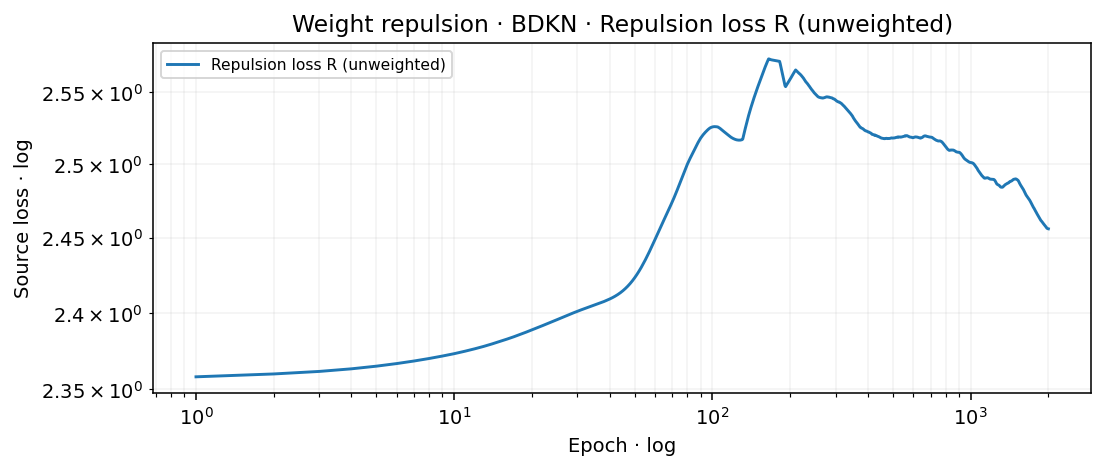 Weight repulsion · BDKN · Repulsion loss R (unweighted)
Repulsion loss R (unweighted)
Source loss · log
2.55 × 10⁰
2.5 × 10⁰
2.45 × 10⁰
2.4 × 10⁰
2.35 × 10⁰
10⁰ 10¹ 10² 10³
Epoch · log